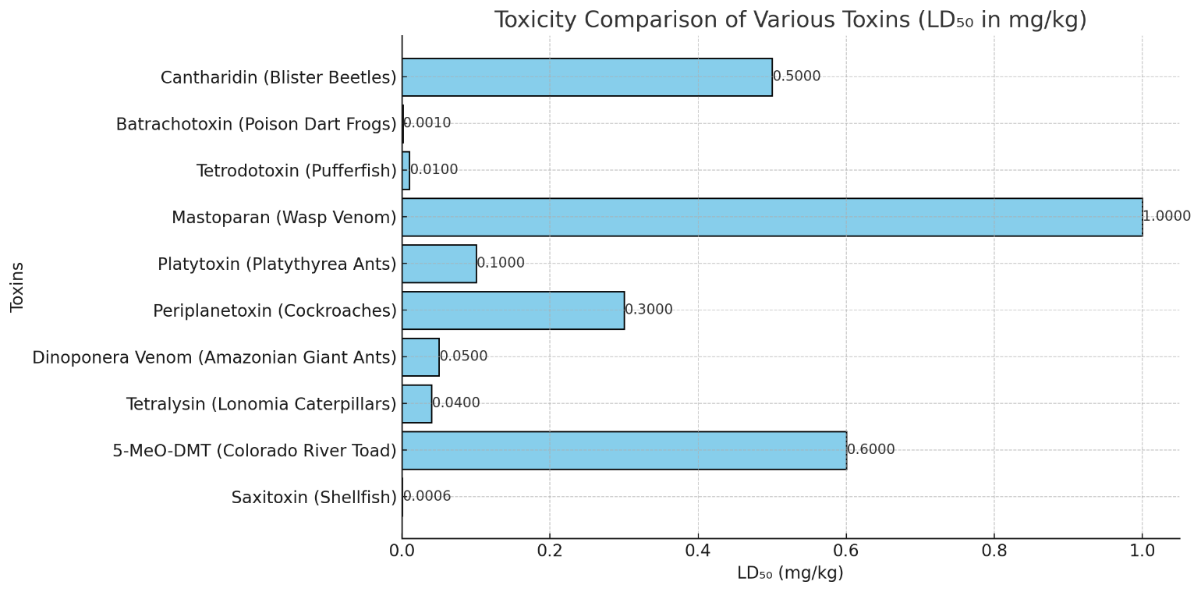 Toxicity Comparison of Various Toxins (LD₅₀ in mg/kg)
Toxins
Cantharidin (Blister Beetles) 0.5000
Batrachotoxin (Poison Dart Frogs) 0.0010
Tetrodotoxin (Pufferfish) 0.0100
Mastoparan (Wasp Venom) 1.0000
Platytoxin (Platythyrea Ants) 0.1000
Periplanetoxin (Cockroaches) 0.3000
Dinoponera Venom (Amazonian Giant Ants) 0.0500
Tetralysin (Lonomia Caterpillars) 0.0400
5-MeO-DMT (Colorado River Toad) 0.6000
Saxitoxin (Shellfish) 0.0006
0.0 0.2 0.4 0.6 0.8 1.0
LD₅₀ (mg/kg)